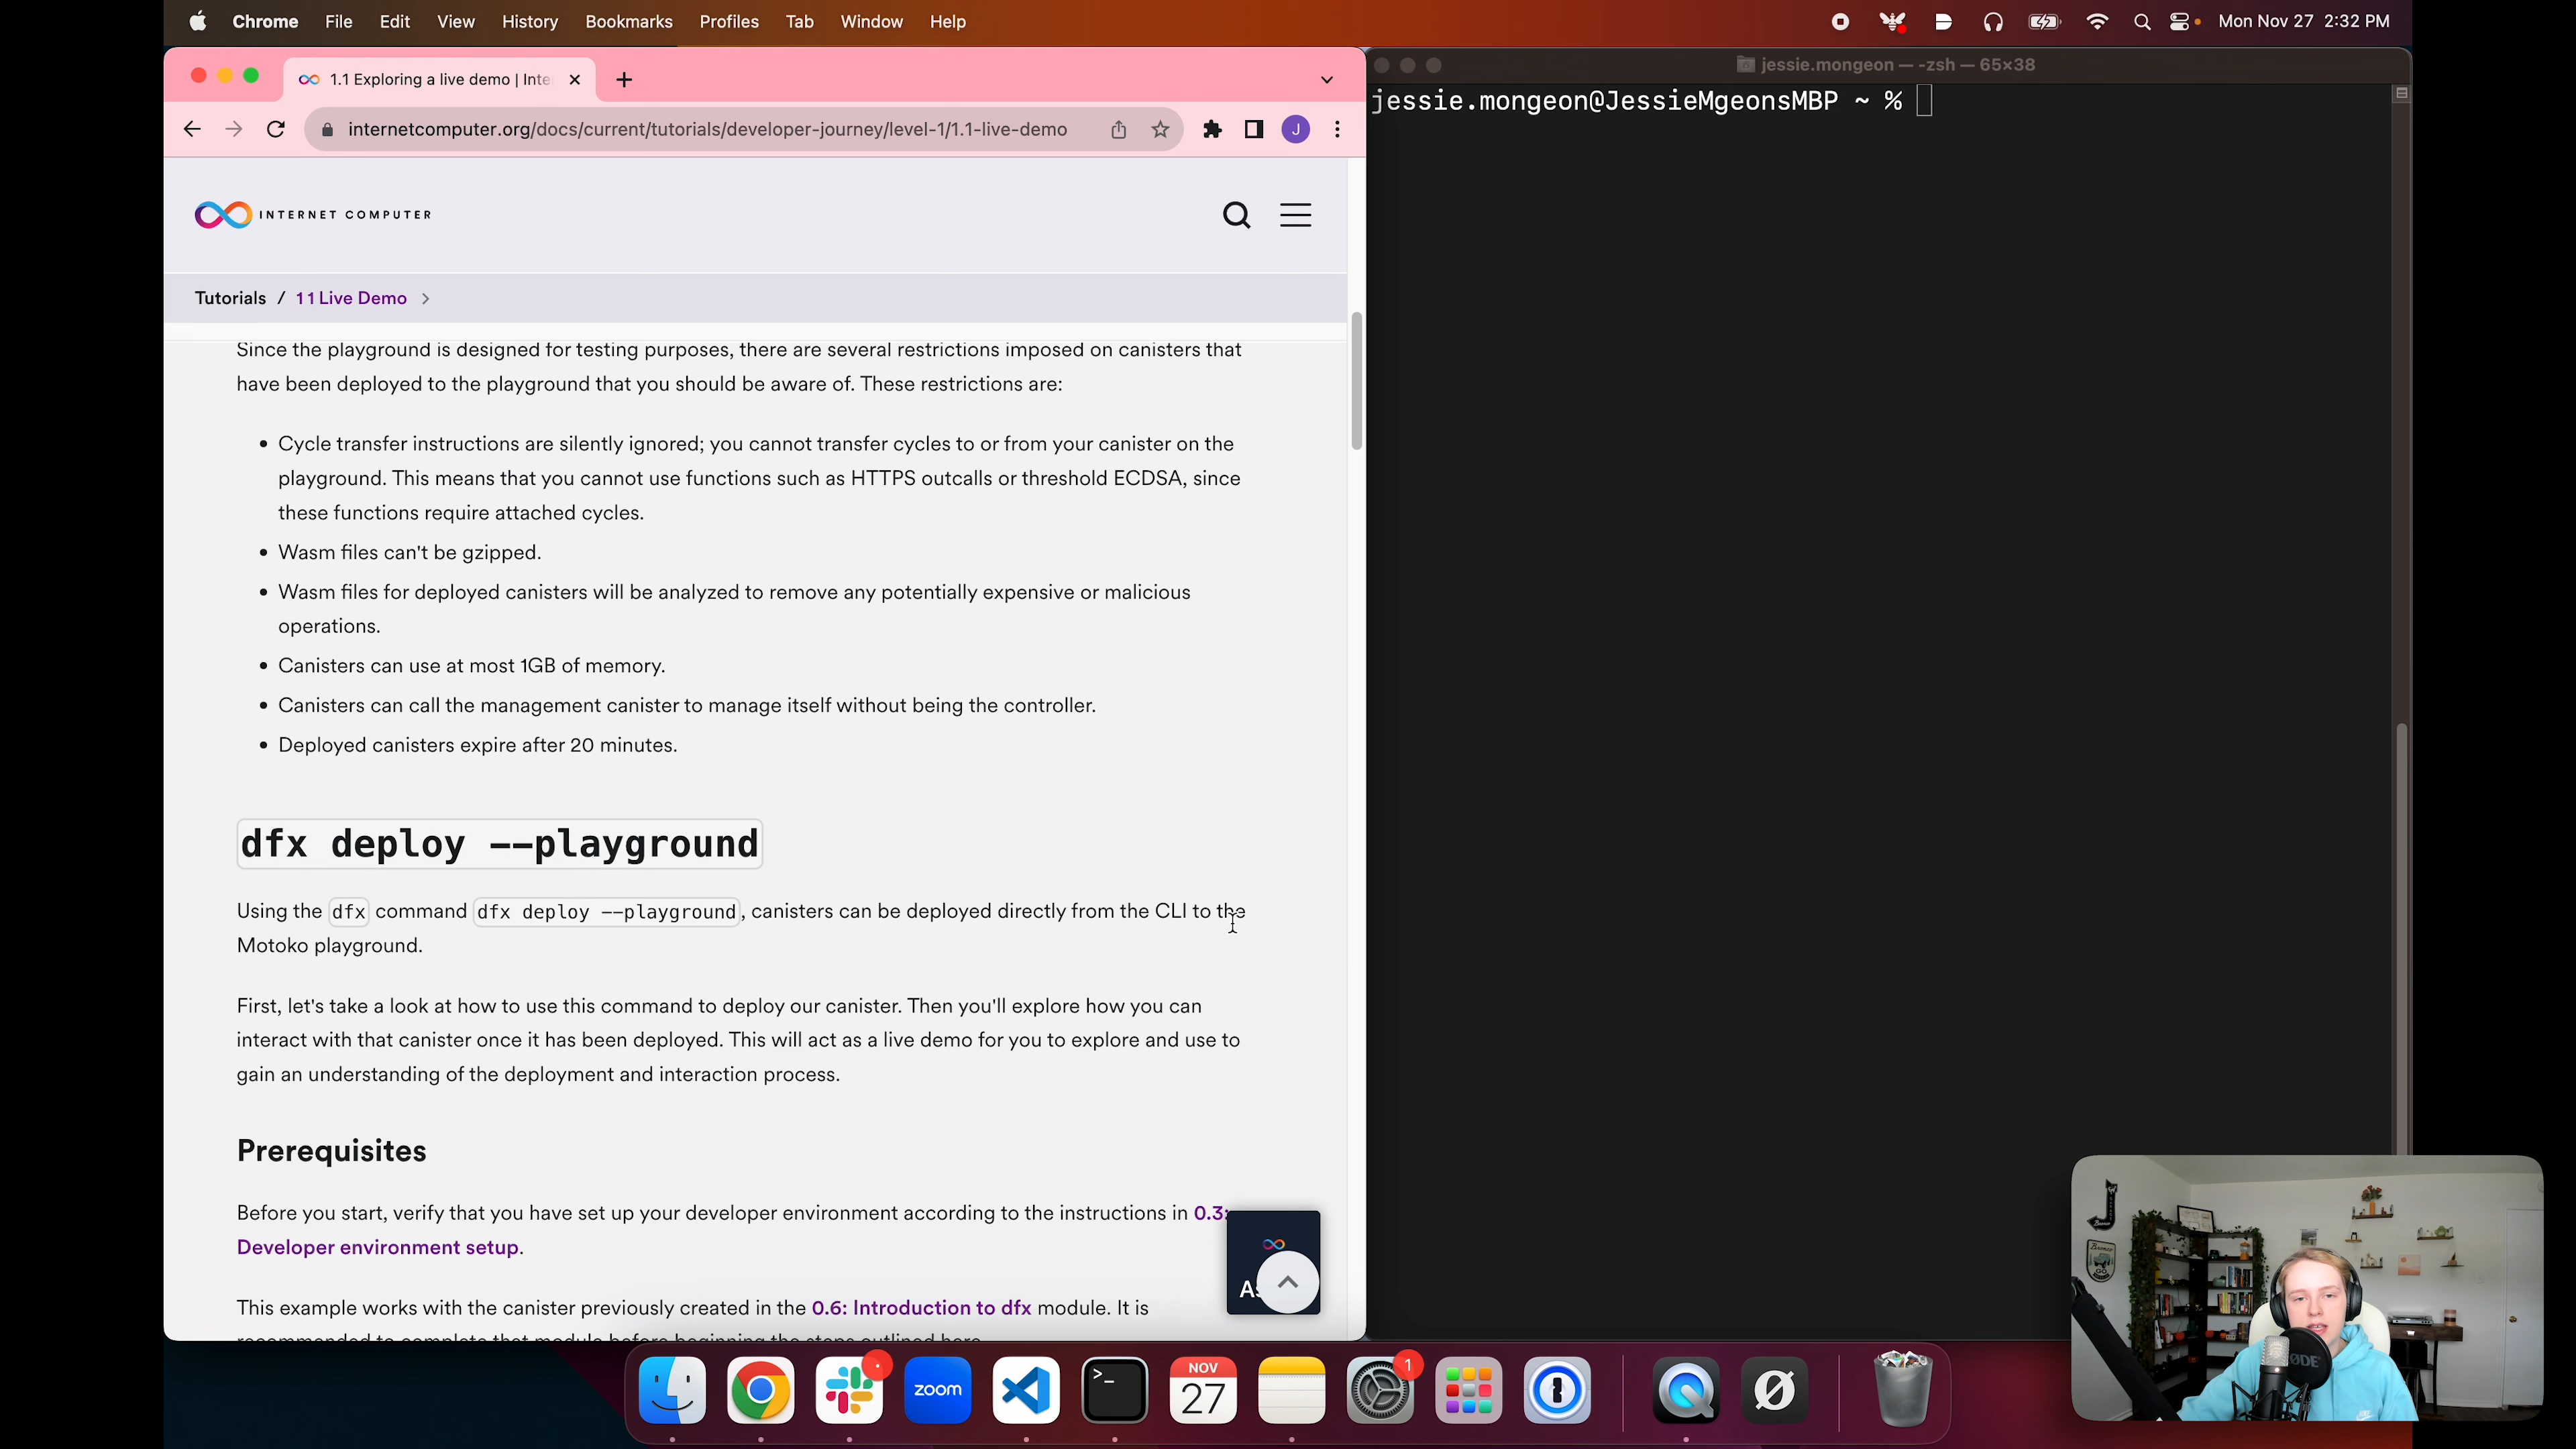 Chrome File Edit View History Bookmarks Profiles Tab Window Help
Mon Nov 27 2:32 PM
1.1 Exploring a live demo | Inte
internetcomputer.org/docs/current/tutorials/developer-journey/level-1/1.1-live-demo
J
jessie.mongeon — -zsh — 65×38
jessie.mongeon@JessieMgeonsMBP ~ %
INTERNET COMPUTER
Tutorials / 1 1 Live Demo >
Since the playground is designed for testing purposes, there are several restrictions imposed on canisters that
have been deployed to the playground that you should be aware of. These restrictions are:
• Cycle transfer instructions are silently ignored; you cannot transfer cycles to or from your canister on the
playground. This means that you cannot use functions such as HTTPS outcalls or threshold ECDSA, since
these functions require attached cycles.
• Wasm files can't be gzipped.
• Wasm files for deployed canisters will be analyzed to remove any potentially expensive or malicious
operations.
• Canisters can use at most 1GB of memory.
• Canisters can call the management canister to manage itself without being the controller.
• Deployed canisters expire after 20 minutes.
dfx deploy --playground
Using the dfx command dfx deploy --playground, canisters can be deployed directly from the CLI to the
Motoko playground.
First, let's take a look at how to use this command to deploy our canister. Then you'll explore how you can
interact with that canister once it has been deployed. This will act as a live demo for you to explore and use to
gain an understanding of the deployment and interaction process.
Prerequisites
Before you start, verify that you have set up your developer environment according to the instructions in 0.3:
Developer environment setup.
This example works with the canister previously created in the 0.6: Introduction to dfx module. It is
recommended to complete that module before beginning the steps outlined here.
zoom
>_
NOV
27
1